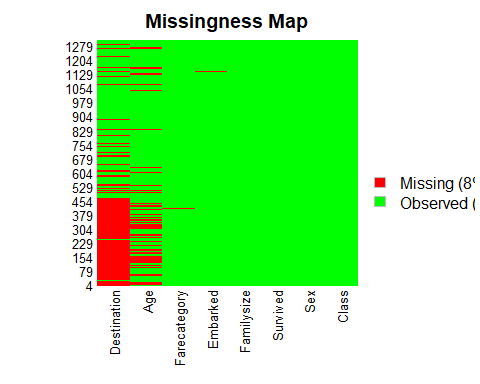 Missingness Map
1279
1204
1129
1054
979
904
829
754
679
604
529
454
379
304
229
154
79
4
Missing (8%
Observed (
Destination
Age
Farecategory
Embarked
Familysize
Survived
Sex
Class